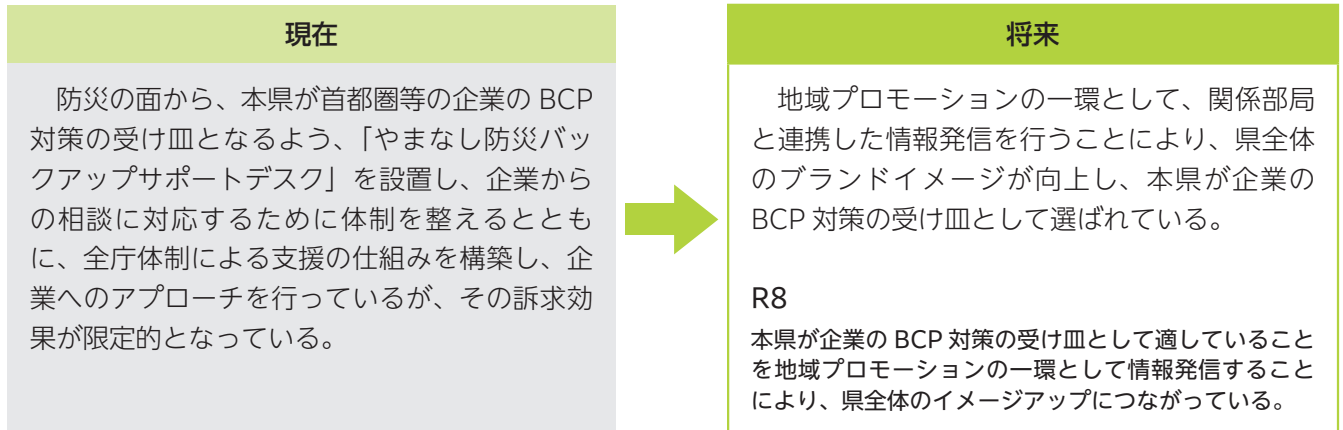 現在
防災の面から、本県が首都圏等の企業の BCP
対策の受け皿となるよう、「やまなし防災バッ
クアップサポートデスク」を設置し、企業から
の相談に対応するために体制を整えるととも
に、全庁体制による支援の仕組みを構築し、企
業へのアプローチを行っているが、その訴求効
果が限定的となっている。
将来
地域プロモーションの一環として、関係部局
と連携した情報発信を行うことにより、県全体
のブランドイメージが向上し、本県が企業の
BCP 対策の受け皿として選ばれている。
R8
本県が企業の BCP 対策の受け皿として適していること
を地域プロモーションの一環として情報発信すること
により、県全体のイメージアップにつながっている。